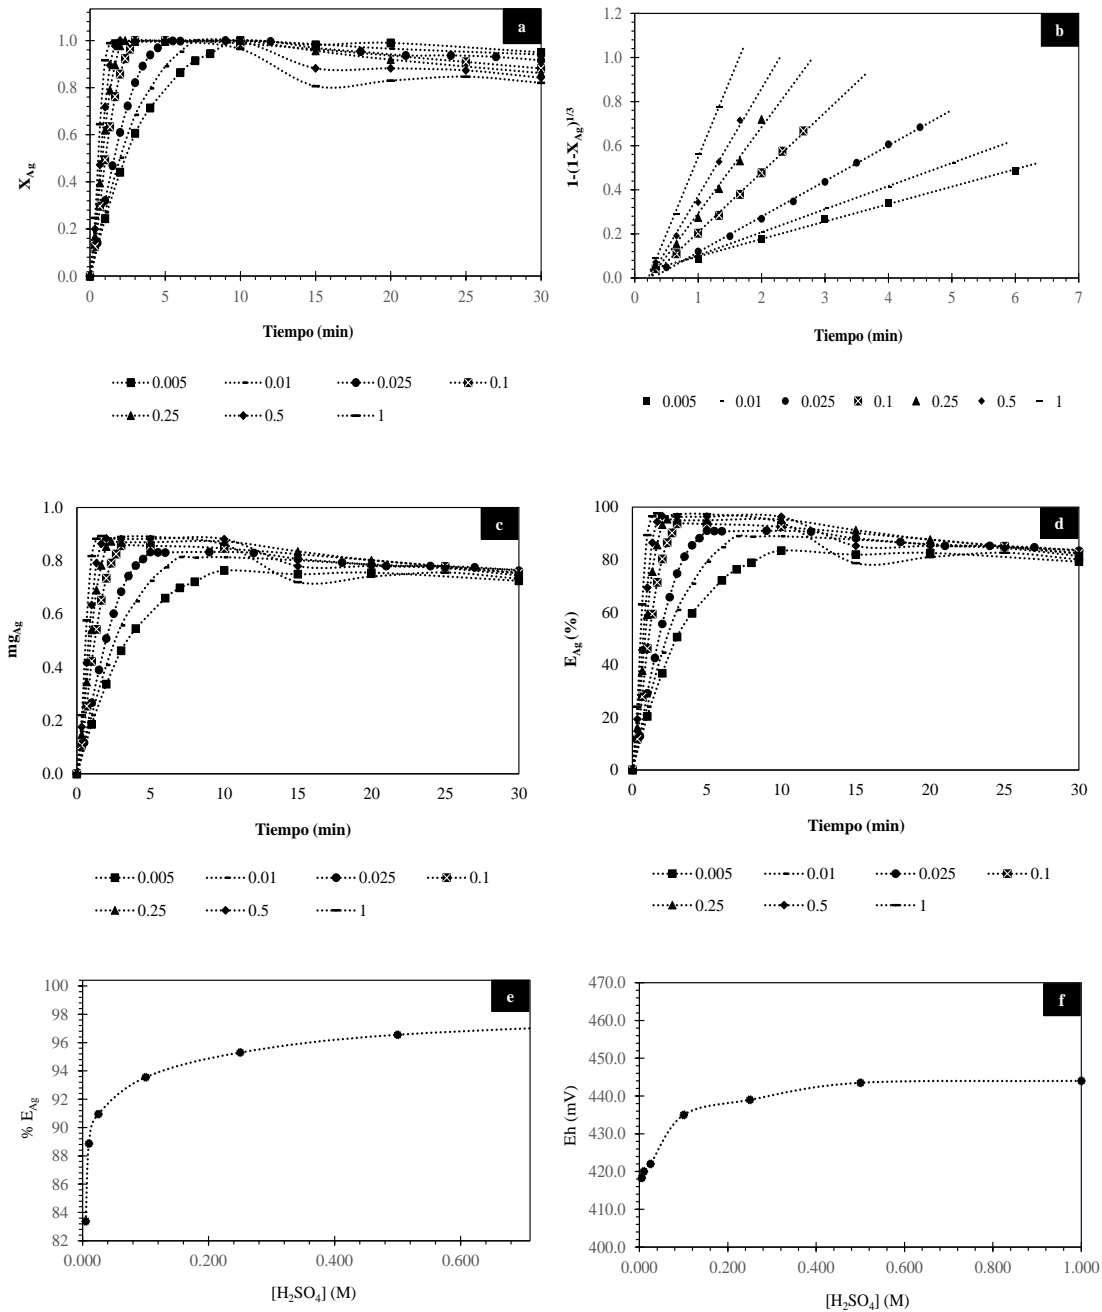 a
1.0
0.8
0.6
0.4
0.2
0.0
X_Ag
0 5 10 15 20 25 30
Tiempo (min)
0.005 0.01 0.025 0.1
0.25 0.5 1
b
1.2
1.0
0.8
0.6
0.4
0.2
0.0
1-(1-X_Ag)^1/3
0 1 2 3 4 5 6 7
Tiempo (min)
0.005 0.01 0.025 0.1 0.25 0.5 1
c
1.0
0.8
0.6
0.4
0.2
0.0
mg_Ag
0 5 10 15 20 25 30
Tiempo (min)
0.005 0.01 0.025 0.1
0.25 0.5 1
d
100
80
60
40
20
0
E_Ag (%)
0 5 10 15 20 25 30
Tiempo (min)
0.005 0.01 0.025 0.1
0.25 0.5 1
e
100
98
96
94
92
90
88
86
84
82
% E_Ag
0.000 0.200 0.400 0.600
[H₂SO₄] (M)
f
470.0
460.0
450.0
440.0
430.0
420.0
410.0
400.0
Eh (mV)
0.000 0.200 0.400 0.600 0.800 1.000
[H₂SO₄] (M)